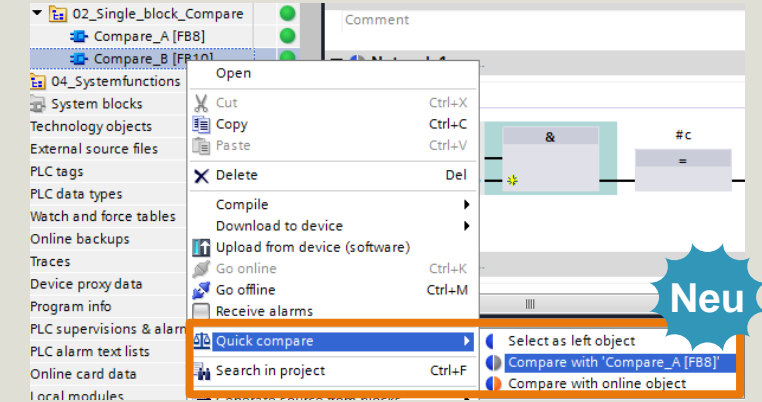 02_Single_block_Compare
Compare_A [FB8]
Compare_B [FB10]
04_Systemfunctions
System blocks
Technology objects
External source files
PLC tags
PLC data types
Watch and force tables
Online backups
Traces
Device proxy data
Program info
PLC supervisions & alarm
PLC alarm text lists
Online card data
Local modules
Open
Cut Ctrl+X
Copy Ctrl+C
Paste Ctrl+V
Delete Del
Compile
Download to device
Upload from device (software)
Go online Ctrl+K
Go offline Ctrl+M
Receive alarms
Quick compare
Search in project Ctrl+F
Generate source from blocks
Select as left object
Compare with 'Compare_A [FB8]'
Compare with online object
Comment
&
#c
=
Neu